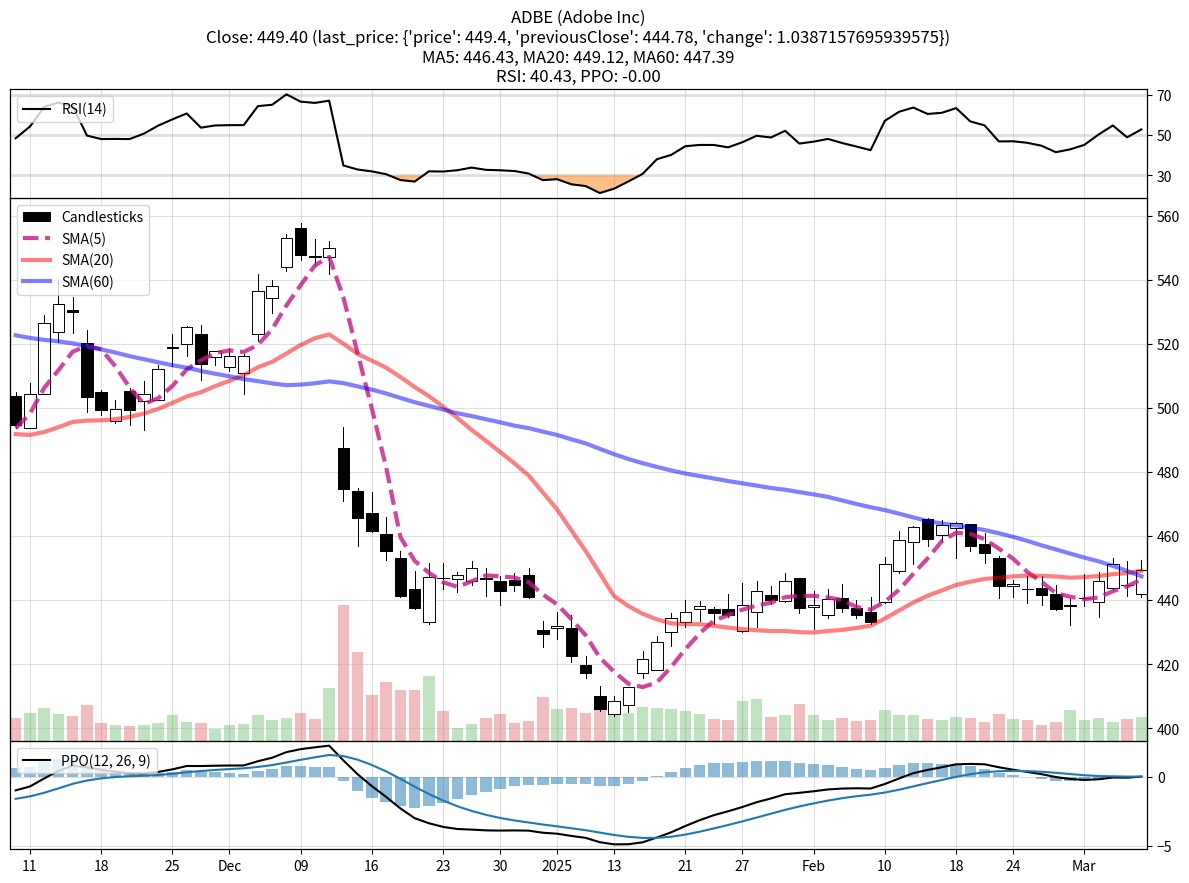 ADBE (Adobe Inc)
Close: 449.40 (last_price: {'price': 449.4, 'previousClose': 444.78, 'change': 1.0387157695939575})
MA5: 446.43, MA20: 449.12, MA60: 447.39
RSI: 40.43, PPO: -0.00
RSI(14)
70
50
30
Candlesticks
SMA(5)
SMA(20)
SMA(60)
560
540
520
500
480
460
440
420
400
PPO(12, 26, 9)
0
−5
11 18 25 Dec 09 16 23 30 2025 13 21 27 Feb 10 18 24 Mar